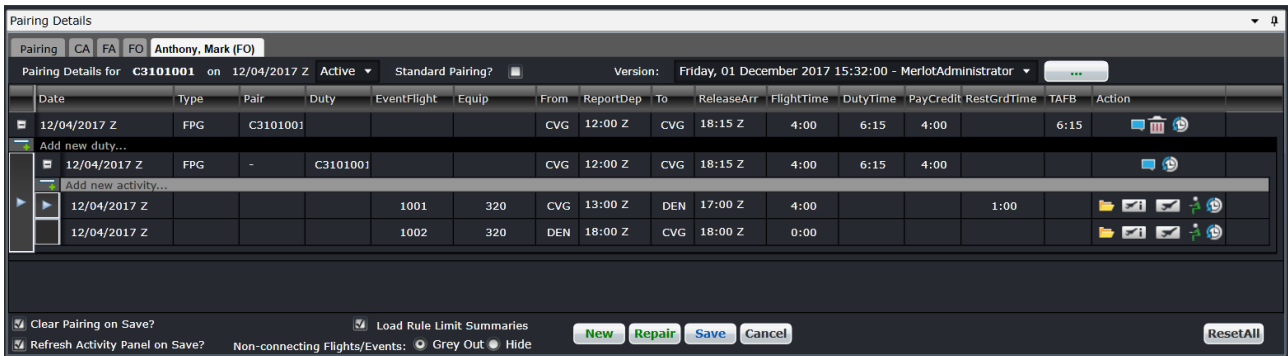 Pairing Details
Pairing CA FA FO Anthony, Mark (FO)
Pairing Details for C3101001 on 12/04/2017 Z Active Standard Pairing? Version: Friday, 01 December 2017 15:32:00 - MerlotAdministrator ...
Date Type Pair Duty EventFlight Equip From ReportDep To ReleaseArr FlightTime DutyTime PayCredit RestGrdTime TAFB Action
12/04/2017 Z FPG C3101001 CVG 12:00 Z CVG 18:15 Z 4:00 6:15 4:00 6:15
Add new duty...
12/04/2017 Z FPG - C3101001 CVG 12:00 Z CVG 18:15 Z 4:00 6:15 4:00
Add new activity...
12/04/2017 Z 1001 320 CVG 13:00 Z DEN 17:00 Z 4:00 1:00
12/04/2017 Z 1002 320 DEN 18:00 Z CVG 18:00 Z 0:00
Clear Pairing on Save? Load Rule Limit Summaries New Repair Save Cancel ResetAll
Refresh Activity Panel on Save? Non-connecting Flights/Events: Grey Out Hide